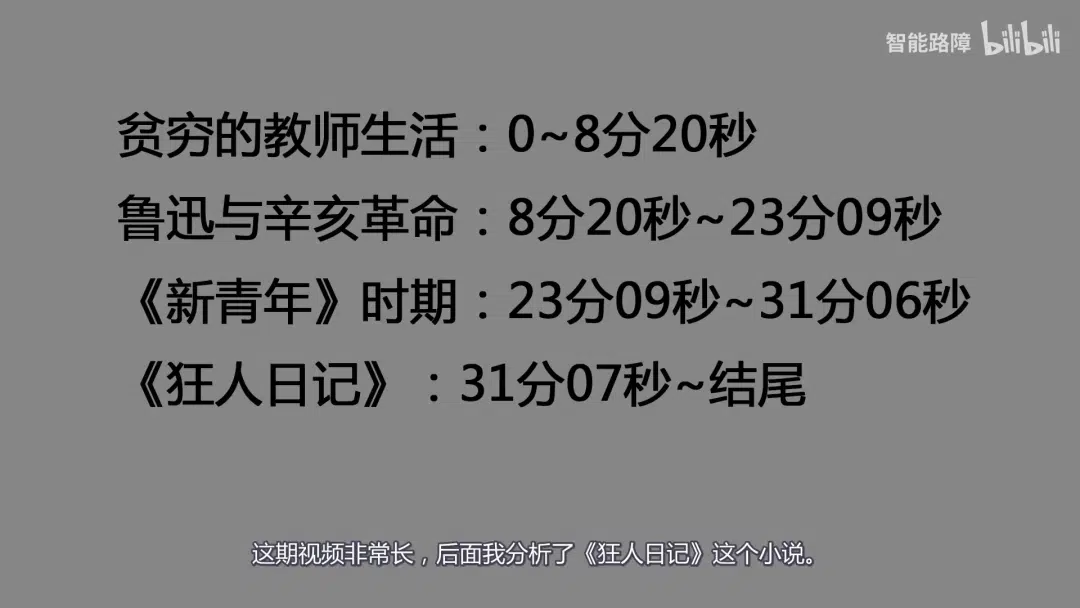 智能路障 bilibili
贫穷的教师生活：0~8分20秒
鲁迅与辛亥革命：8分20秒~23分09秒
《新青年》时期：23分09秒~31分06秒
《狂人日记》：31分07秒~结尾
这期视频非常长，后面我分析了《狂人日记》这个小说。